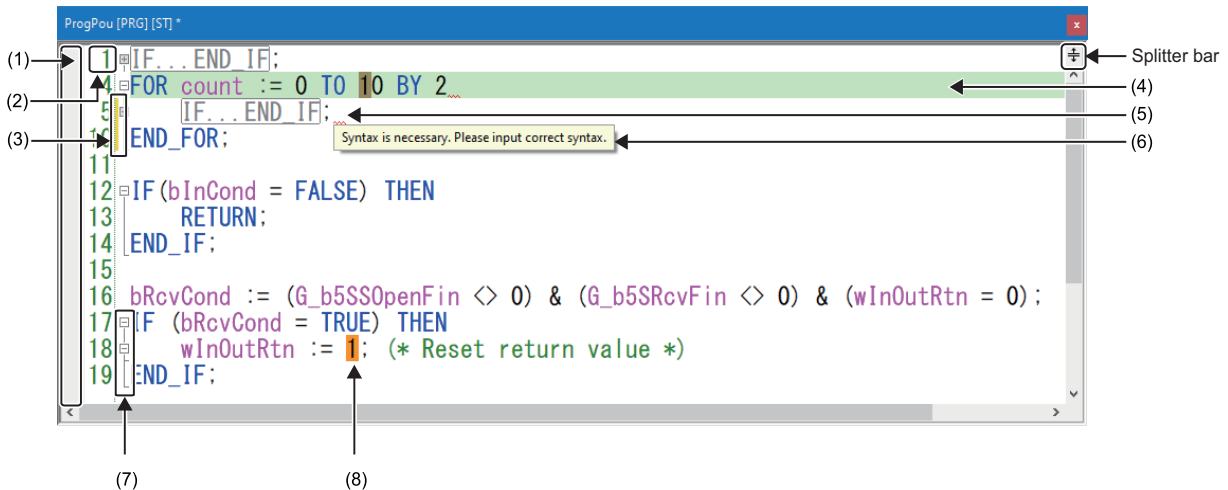 ProgPou [PRG] [ST] *
x
(1)
1 IF...END_IF;
Splitter bar
(2)
4 FOR count := 0 TO 10 BY 2
(4)
5 IF...END_IF;
(5)
(3)
10 END_FOR;
Syntax is necessary. Please input correct syntax.
(6)
11
12 IF(bInCond = FALSE) THEN
13 RETURN;
14 END_IF;
15
16 bRcvCond := (G_b5SSOpenFin <> 0) & (G_b5SRcvFin <> 0) & (wInOutRtn = 0);
17 IF (bRcvCond = TRUE) THEN
18 wInOutRtn := 1; (* Reset return value *)
19 END_IF;
(7)
(8)